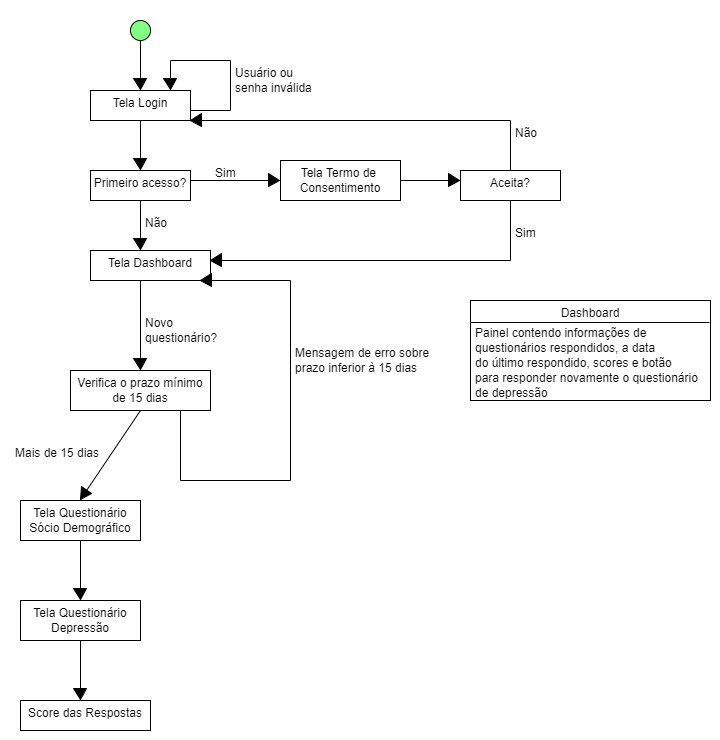 Usuário ou
senha inválida
Tela Login
Não
Primeiro acesso?
Sim
Tela Termo de
Consentimento
Aceita?
Não
Sim
Tela Dashboard
Novo
questionário?
Mensagem de erro sobre
prazo inferior à 15 dias
Dashboard
Painel contendo informações de
questionários respondidos, a data
do último respondido, scores e botão
para responder novamente o questionário
de depressão
Verifica o prazo mínimo
de 15 dias
Mais de 15 dias
Tela Questionário
Sócio Demográfico
Tela Questionário
Depressão
Score das Respostas